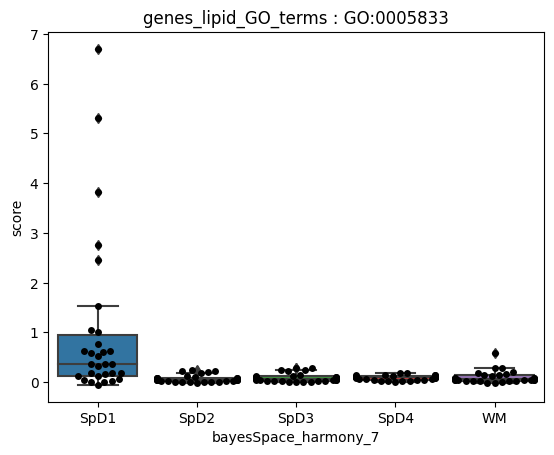 genes_lipid_GO_terms : GO:0005833
7
6
5
4
3
2
1
0
score
SpD1 SpD2 SpD3 SpD4 WM
bayesSpace_harmony_7